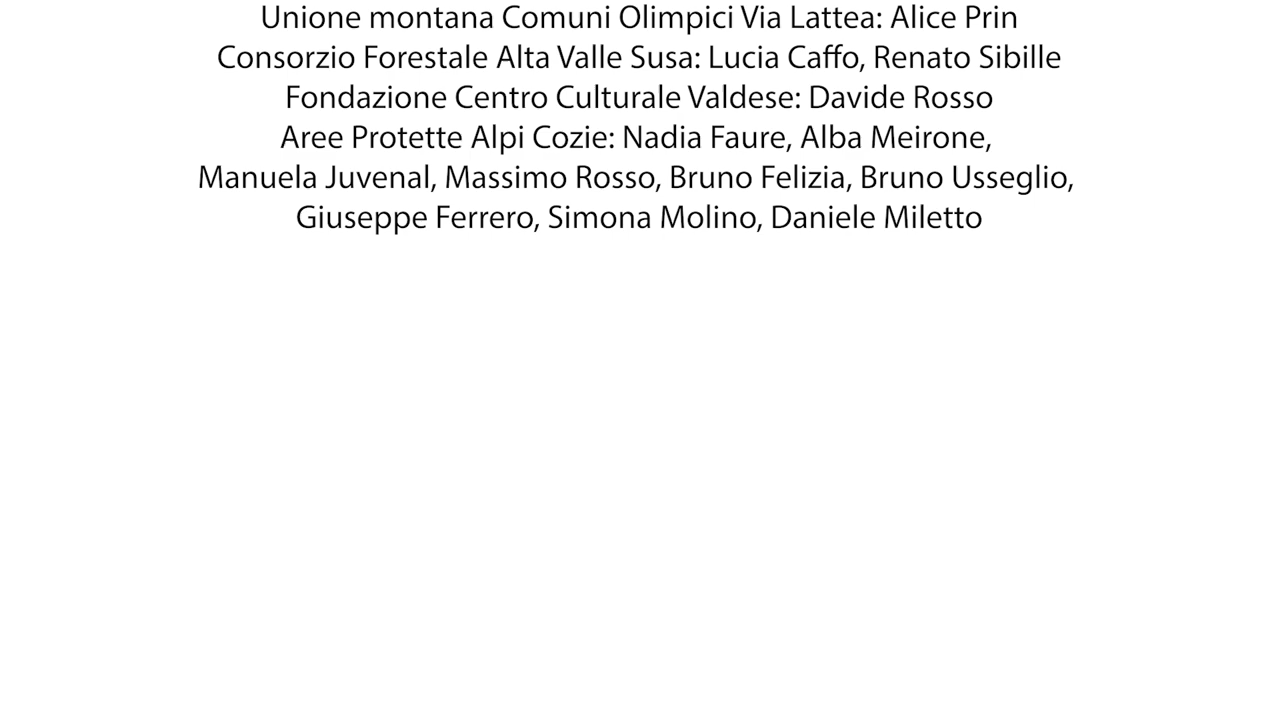 Unione montana Comuni Olimpici Via Lattea: Alice Prin
Consorzio Forestale Alta Valle Susa: Lucia Caffo, Renato Sibille
Fondazione Centro Culturale Valdese: Davide Rosso
Aree Protette Alpi Cozie: Nadia Faure, Alba Meirone,
Manuela Juvenal, Massimo Rosso, Bruno Felizia, Bruno Usseglio,
Giuseppe Ferrero, Simona Molino, Daniele Miletto